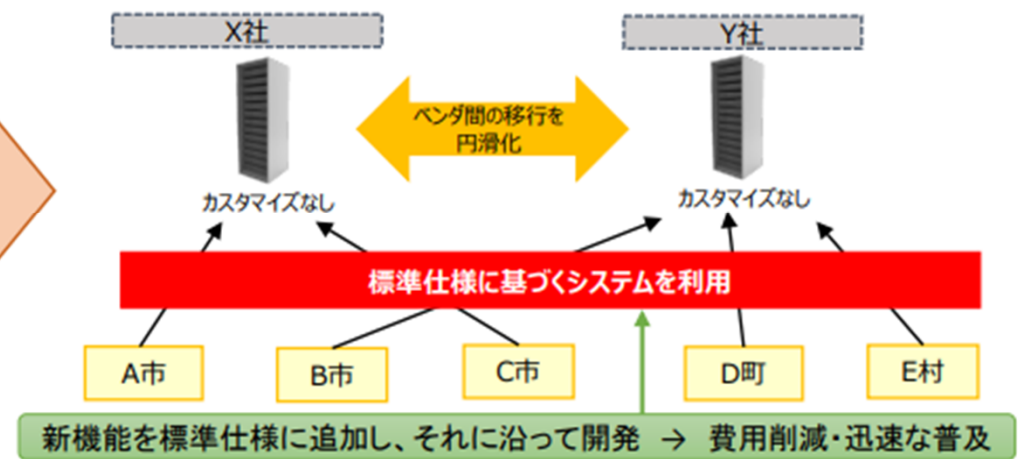 X社
Y社
ベンダ間の移行を
円滑化
カスタマイズなし
カスタマイズなし
標準仕様に基づくシステムを利用
A市
B市
C市
D町
E村
新機能を標準仕様に追加し、それに沿って開発 → 費用削減・迅速な普及